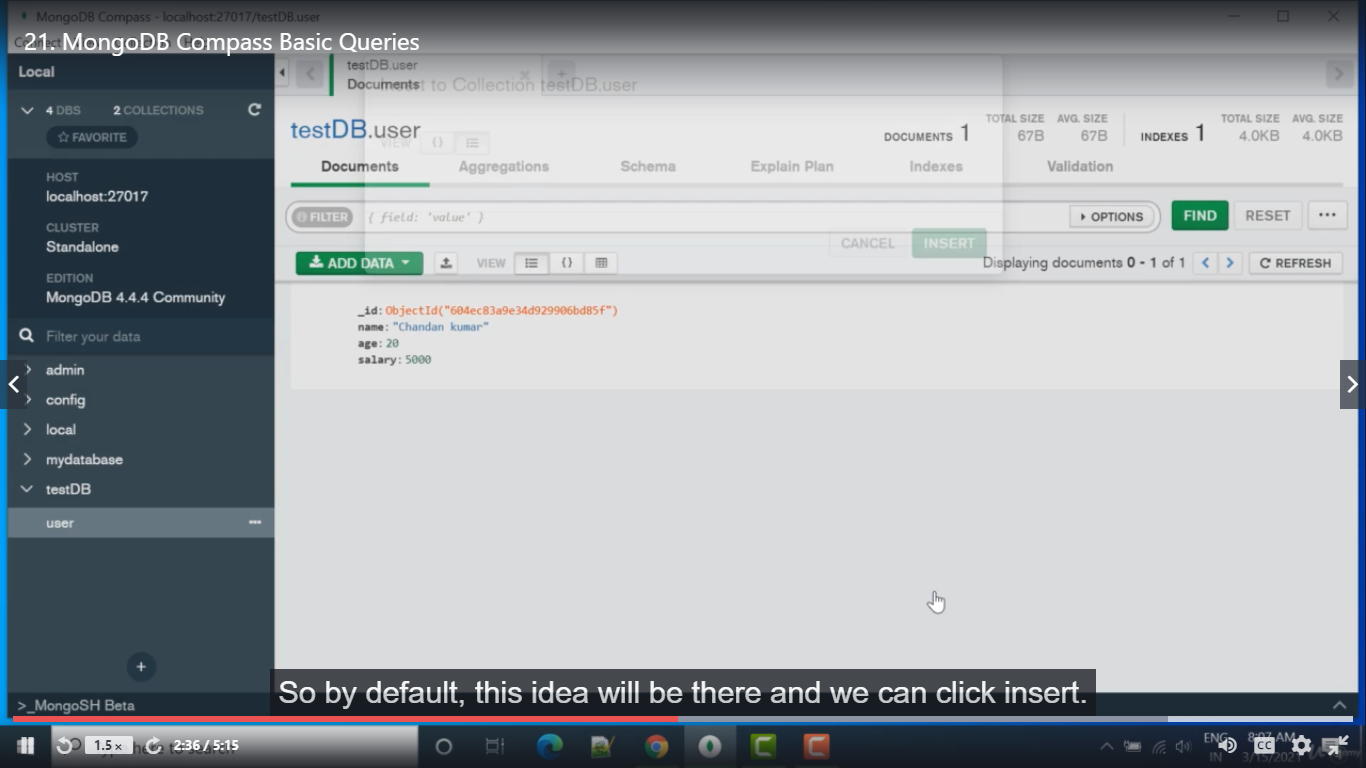 MongoDB Compass - localhost:27017/testDB.user
21. MongoDB Compass Basic Queries
Local
4 DBS 2 COLLECTIONS
FAVORITE
HOST
localhost:27017
CLUSTER
Standalone
EDITION
MongoDB 4.4.4 Community
Filter your data
admin
config
local
mydatabase
testDB
user
>_MongoSH Beta
testDB.user
Documents
Insert to Collection testDB.user
testDB.user
DOCUMENTS 1 TOTAL SIZE 67B AVG. SIZE 67B INDEXES 1 TOTAL SIZE 4.0KB AVG. SIZE 4.0KB
VIEW {}
Documents Aggregations Schema Explain Plan Indexes Validation
FILTER { field: 'value' } OPTIONS FIND RESET ...
CANCEL INSERT
ADD DATA VIEW {} Displaying documents 0 - 1 of 1 REFRESH
_id: ObjectId("604ec83a9e34d929906bd85f")
name: "Chandan kumar"
age: 20
salary: 5000
So by default, this idea will be there and we can click insert.
1.5 x 2:36 / 5:15
ENG
IN
8:07 AM
3/15/2021
CC